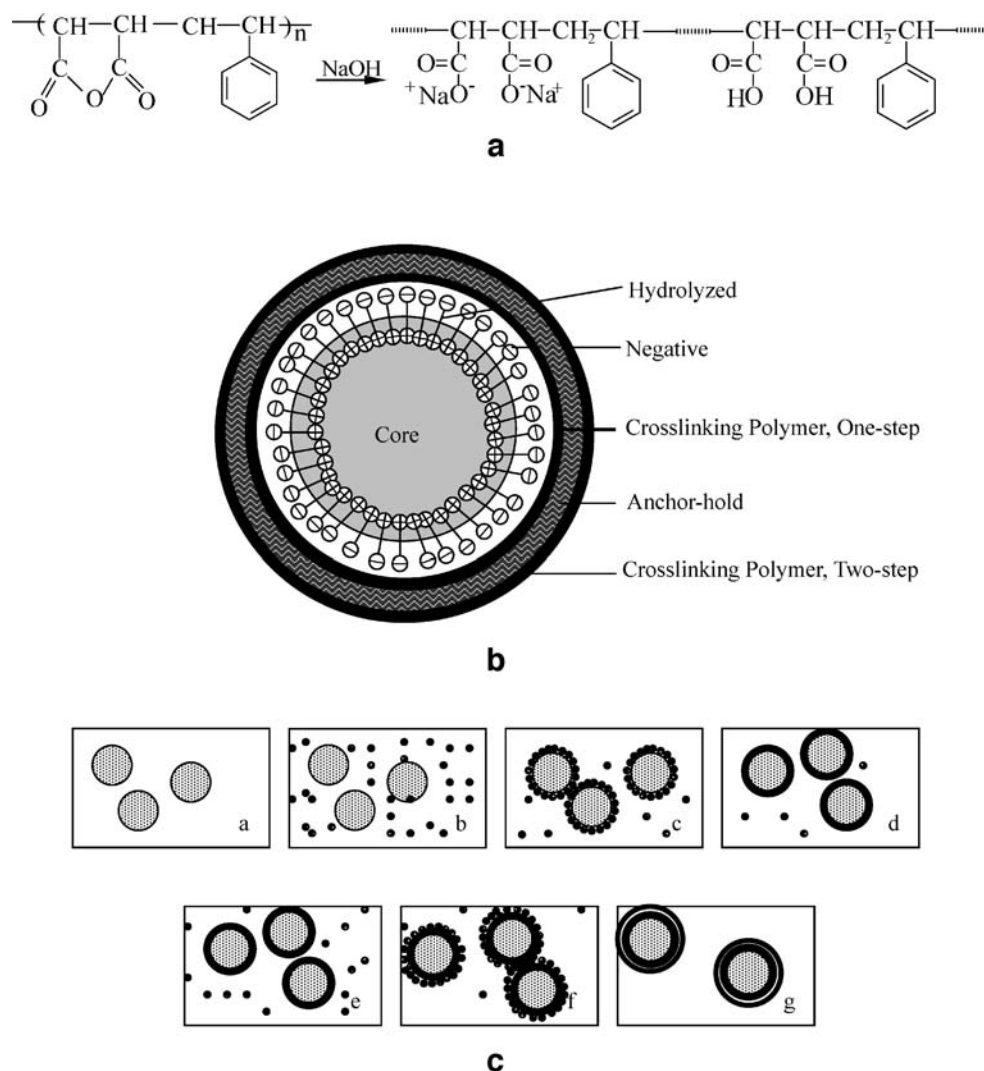 ( CH CH CH CH )n
C C
O O O
NaOH
CH CH CH2 CH CH CH CH2 CH
O=C C=O O=C C=O
+NaO- O-Na+ HO OH
a
Hydrolyzed
Negative
Core
Crosslinking Polymer, One-step
Anchor-hold
Crosslinking Polymer, Two-step
b
a b c d
e f g
c